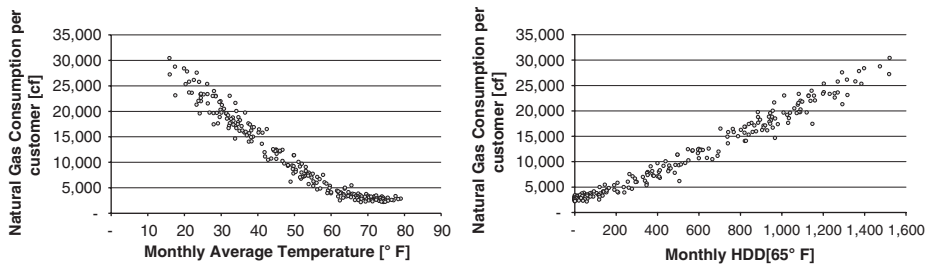 Natural Gas Consumption per
customer [cf]
35,000
30,000
25,000
20,000
15,000
10,000
5,000
-
- 10 20 30 40 50 60 70 80 90
Monthly Average Temperature [° F]
Natural Gas Consumption per
customer [cf]
35,000
30,000
25,000
20,000
15,000
10,000
5,000
-
- 200 400 600 800 1,000 1,200 1,400 1,600
Monthly HDD[65° F]